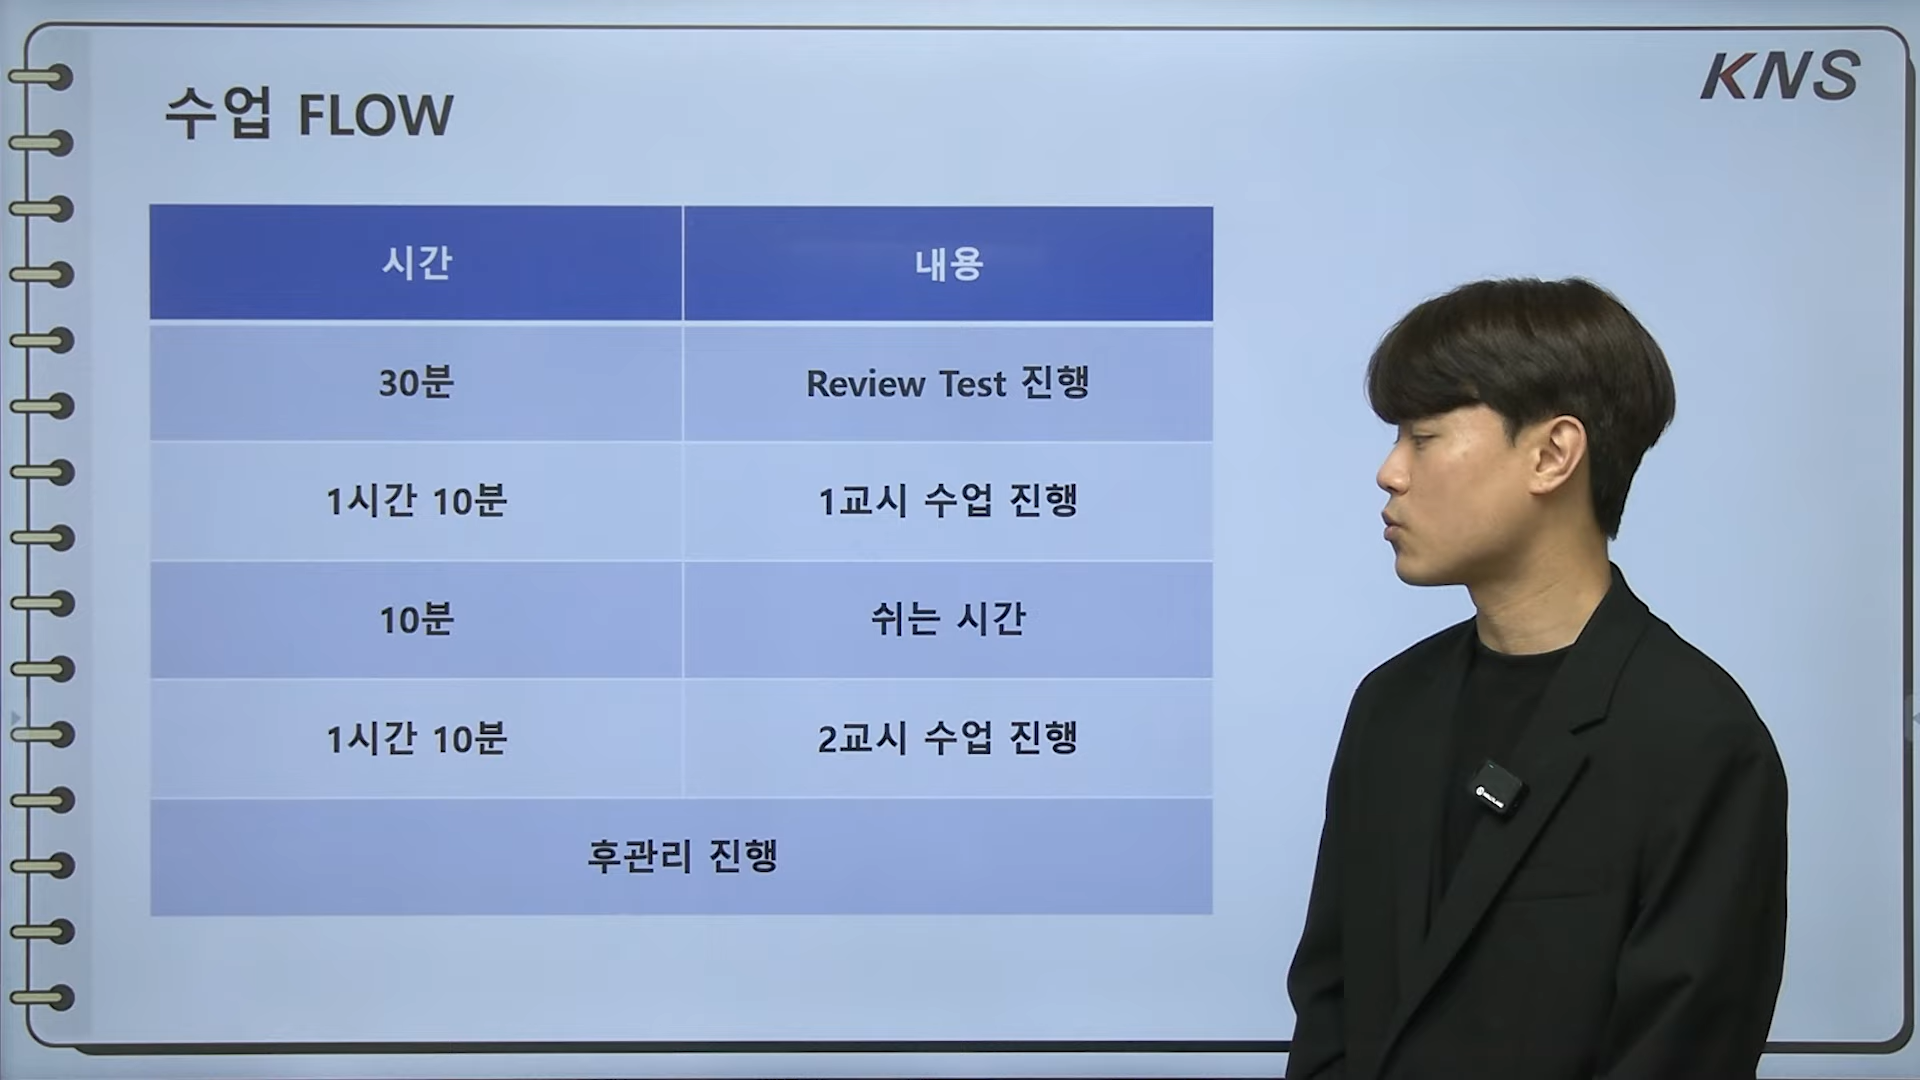 KNS
수업 FLOW
시간 내용
30분 Review Test 진행
1시간 10분 1교시 수업 진행
10분 쉬는 시간
1시간 10분 2교시 수업 진행
후관리 진행